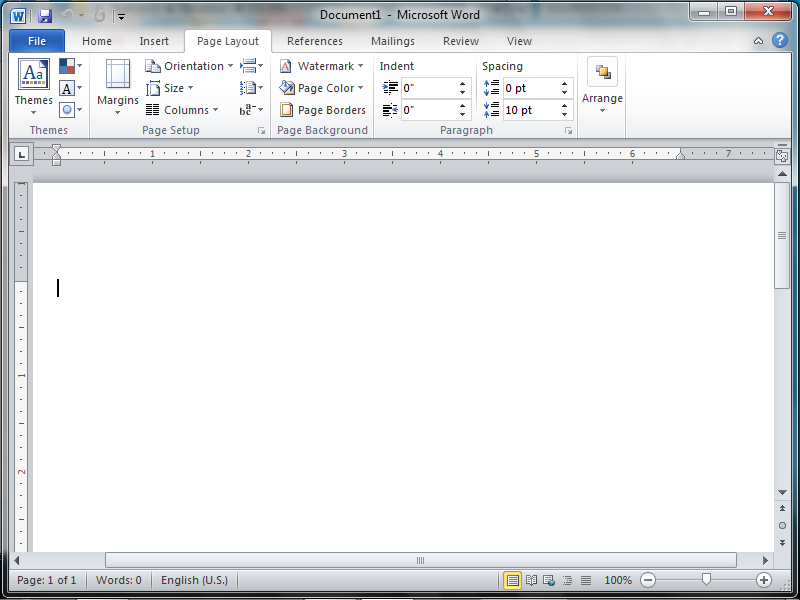 Document1 - Microsoft Word
File Home Insert Page Layout References Mailings Review View
Themes Margins Orientation Size Columns Watermark Page Color Page Borders Indent 0" 0" Spacing 0 pt 10 pt Arrange
Themes Page Setup Page Background Paragraph
1 2 3 4 5 6 7
1
2
Page: 1 of 1 Words: 0 English (U.S.) 100%